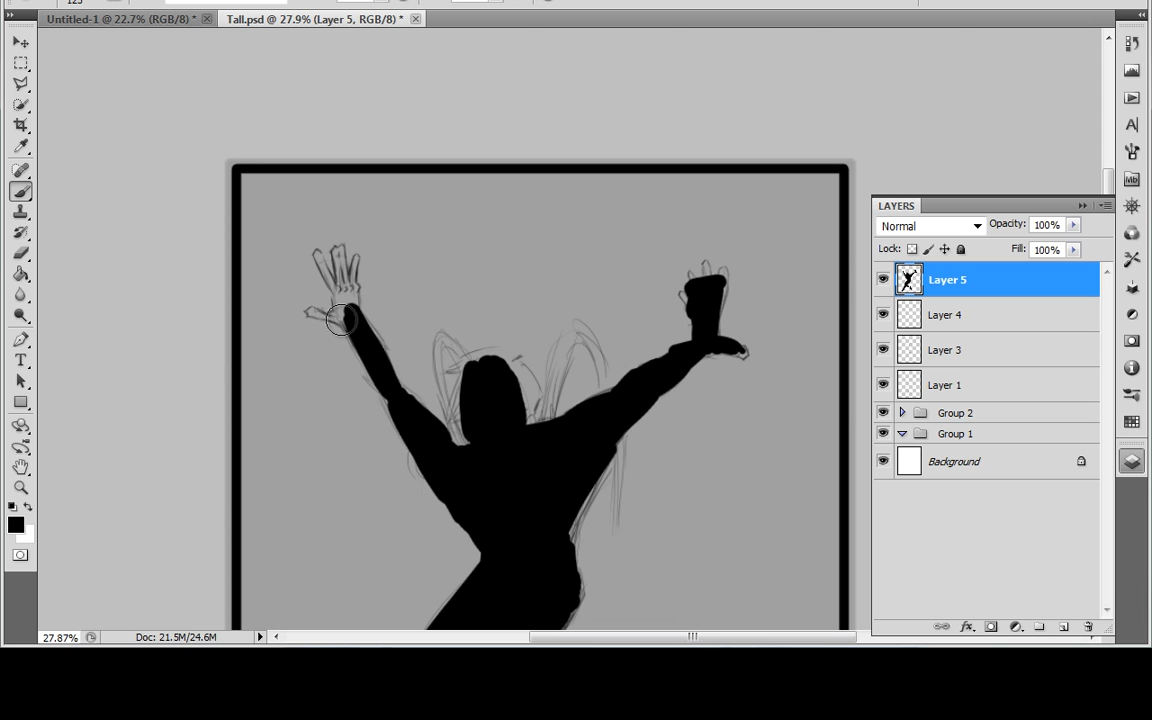 125
Untitled-1 @ 22.7% (RGB/8) * Tall.psd @ 27.9% (Layer 5, RGB/8) *
LAYERS
Normal Opacity: 100%
Lock: Fill: 100%
Layer 5
Layer 4
Layer 3
Layer 1
Group 2
Group 1
Background
27.87% Doc: 21.5M/24.6M